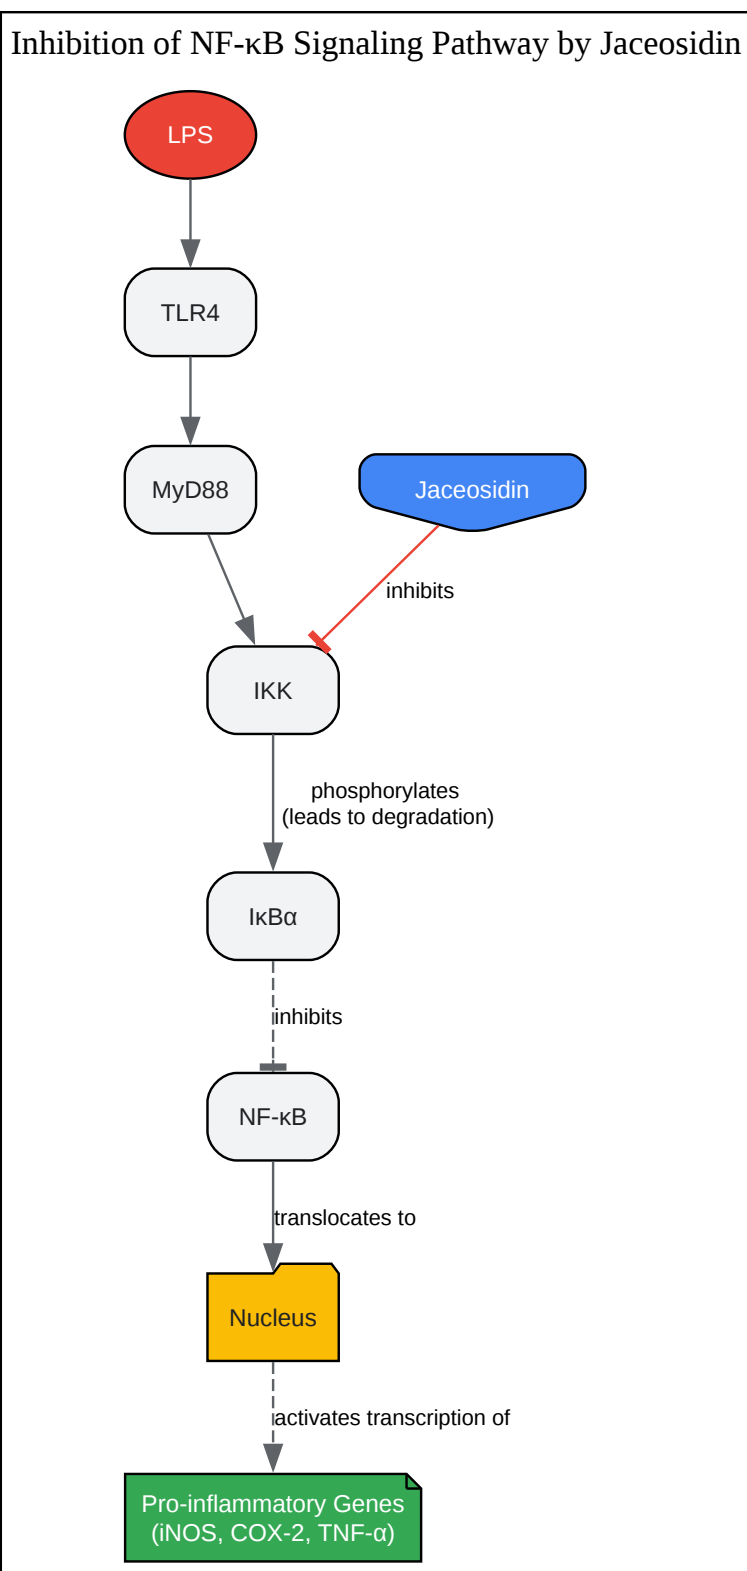 Inhibition of NF-κB Signaling Pathway by Jaceosidin
LPS
TLR4
MyD88
Jaceosidin
inhibits
IKK
phosphorylates
(leads to degradation)
IκBα
inhibits
NF-κB
translocates to
Nucleus
activates transcription of
Pro-inflammatory Genes
(iNOS, COX-2, TNF-α)